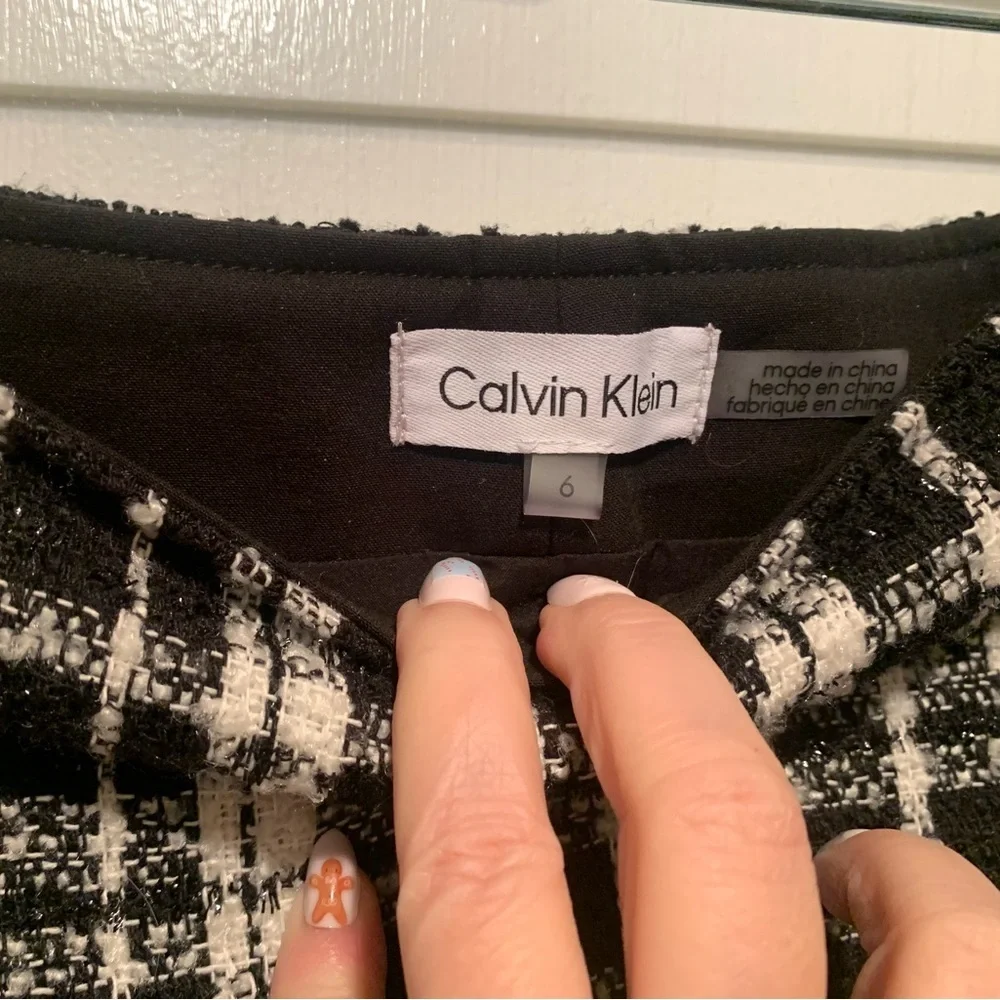 Calvin Klein
made in china
hecho en china
fabriqué en chine
6